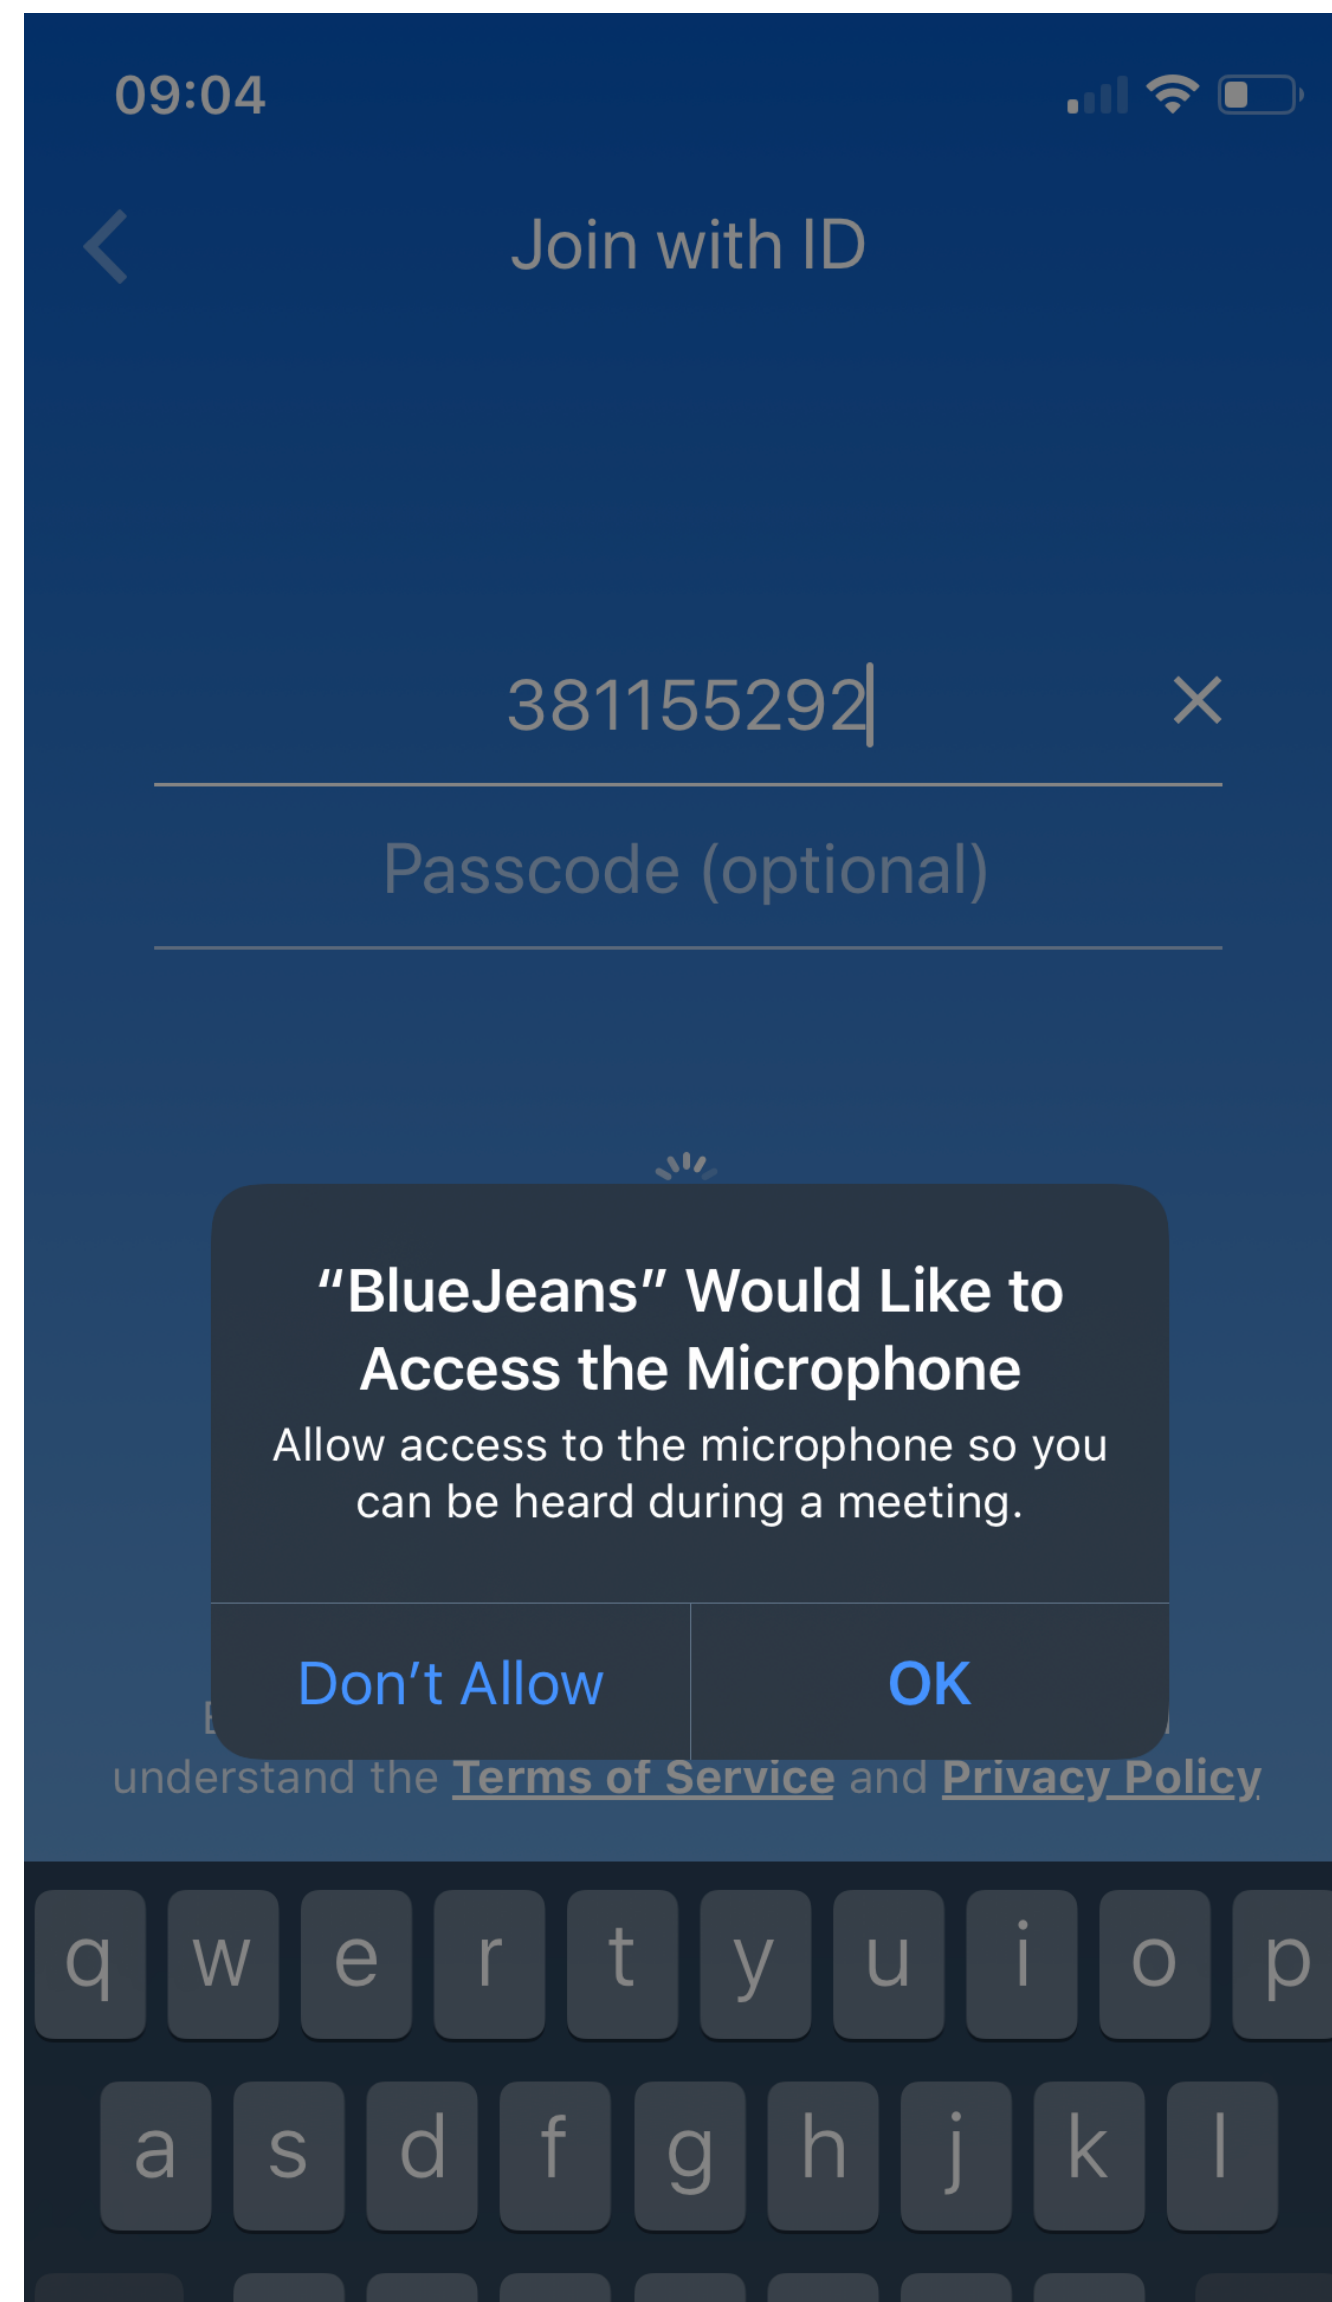 09:04
Join with ID
381155292
Passcode (optional)
“BlueJeans” Would Like to
Access the Microphone
Allow access to the microphone so you
can be heard during a meeting.
Don’t Allow
OK
understand the Terms of Service and Privacy Policy.
q w e r t y u i o p
a s d f g h j k l